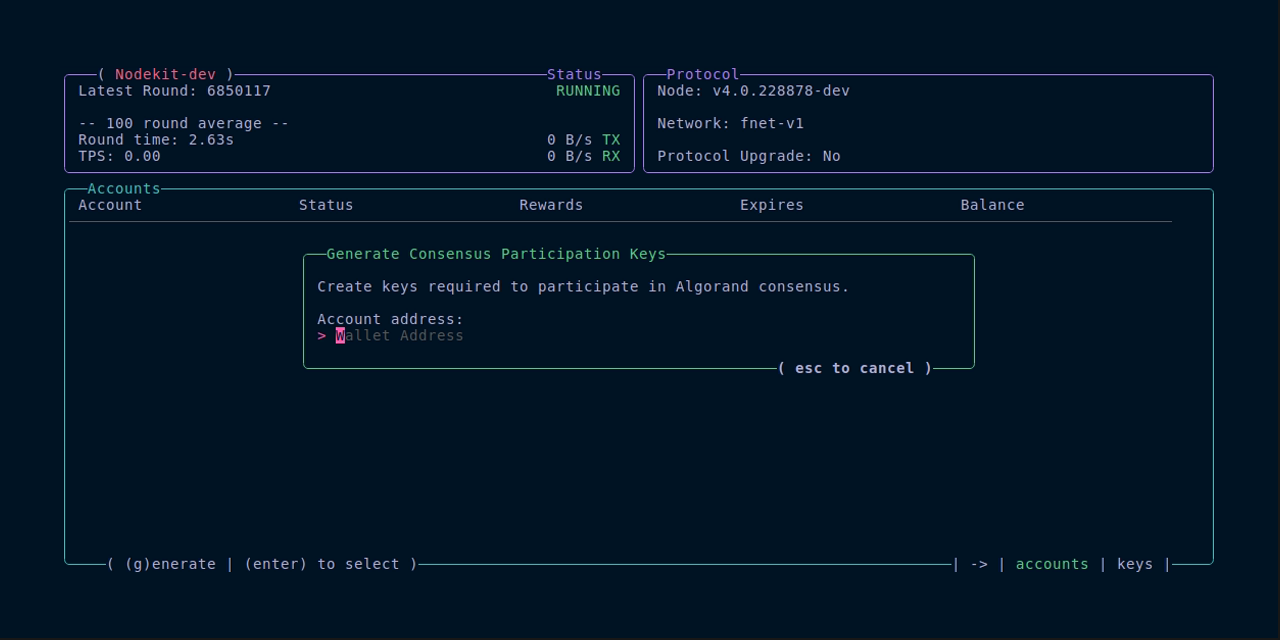 ( Nodekit-dev ) Status
Latest Round: 6850117 RUNNING
-- 100 round average --
Round time: 2.63s 0 B/s TX
TPS: 0.00 0 B/s RX
Protocol
Node: v4.0.228878-dev
Network: fnet-v1
Protocol Upgrade: No
Accounts
Account Status Rewards Expires Balance
Generate Consensus Participation Keys
Create keys required to participate in Algorand consensus.
Account address:
> Wallet Address
( esc to cancel )
( (g)enerate | (enter) to select ) | -> | accounts | keys |